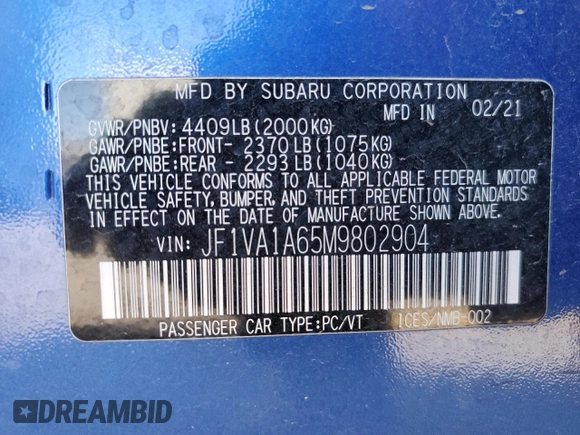 MFD BY SUBARU CORPORATION
MFD IN 02/21
GVWR/PNBV: 4409LB(2000KG)
GAWR/PNBE:FRONT- 2370LB(1075KG)
GAWR/PNBE:REAR - 2293LB(1040KG)
THIS VEHICLE CONFORMS TO ALL APPLICABLE FEDERAL MOTOR
VEHICLE SAFETY, BUMPER, AND THEFT PREVENTION STANDARDS
IN EFFECT ON THE DATE OF MANUFACTURE SHOWN ABOVE.
VIN: JF1VA1A65M9802904
PASSENGER CAR TYPE:PC/VT ICES/NMB-002
DREAMBID